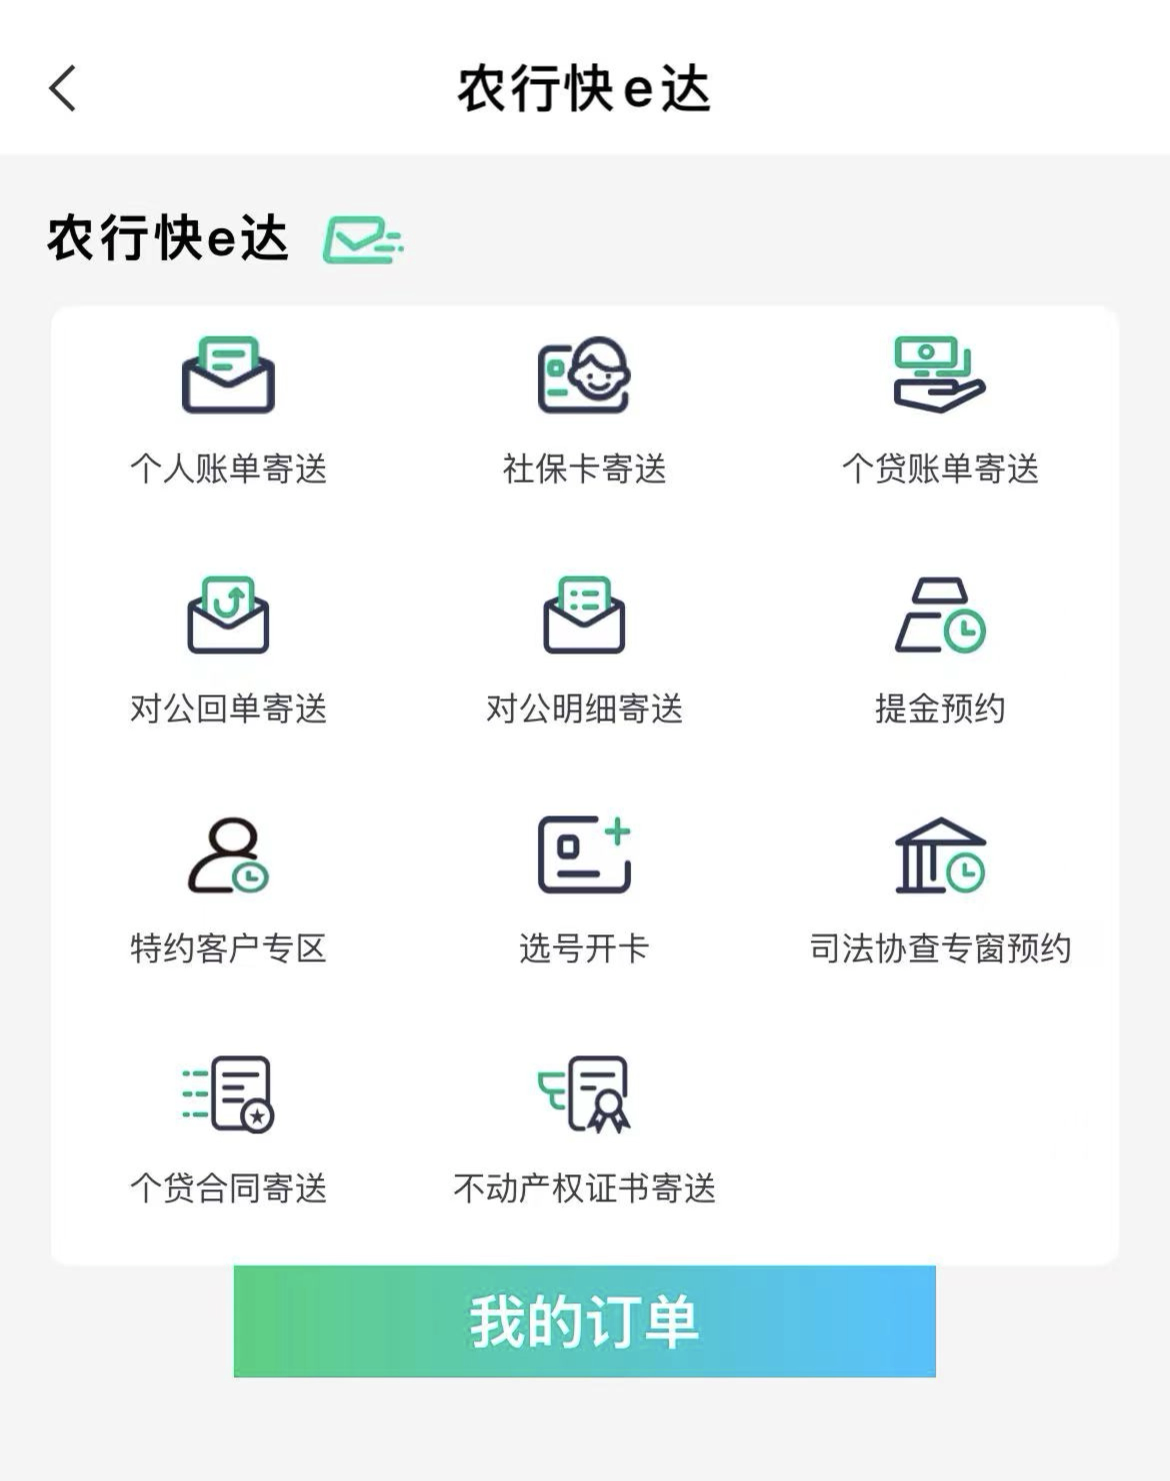 农行快e达
农行快e达
个人账单寄送
社保卡寄送
个贷账单寄送
对公回单寄送
对公明细寄送
提金预约
特约客户专区
选号开卡
司法协查专窗预约
个贷合同寄送
不动产权证书寄送
我的订单